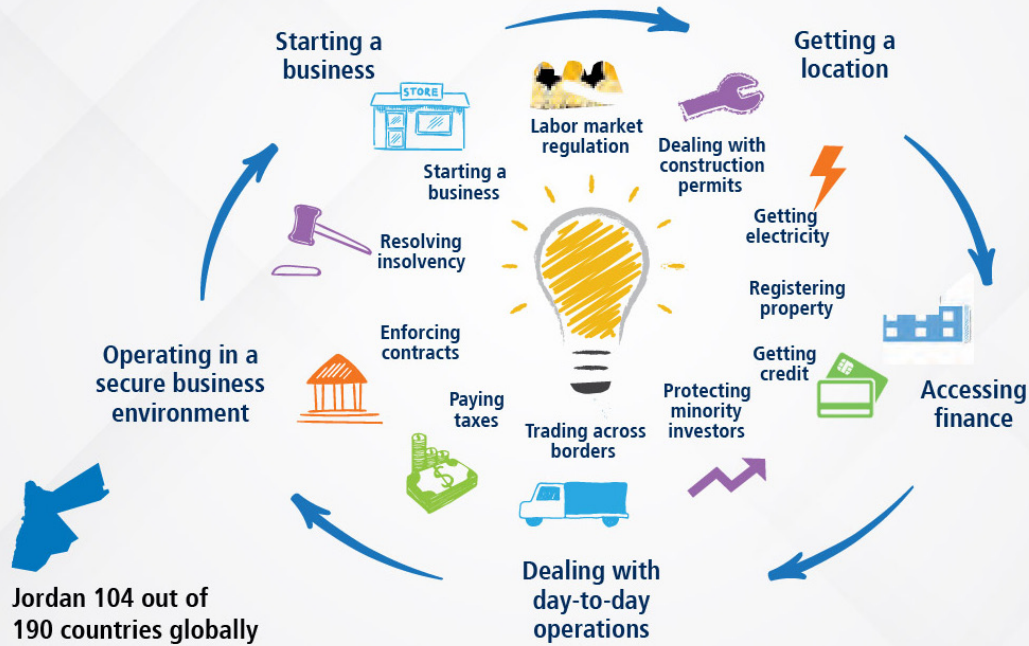 Starting a
business
Getting a
location
STORE
Labor market
regulation
Dealing with
construction
permits
Starting a
business
Getting
electricity
Resolving
insolvency
Registering
property
Enforcing
contracts
Getting
credit
Operating in a
secure business
environment
Accessing
finance
Paying
taxes
Protecting
minority
investors
Trading across
borders
$
Dealing with
day-to-day
operations
Jordan 104 out of
190 countries globally